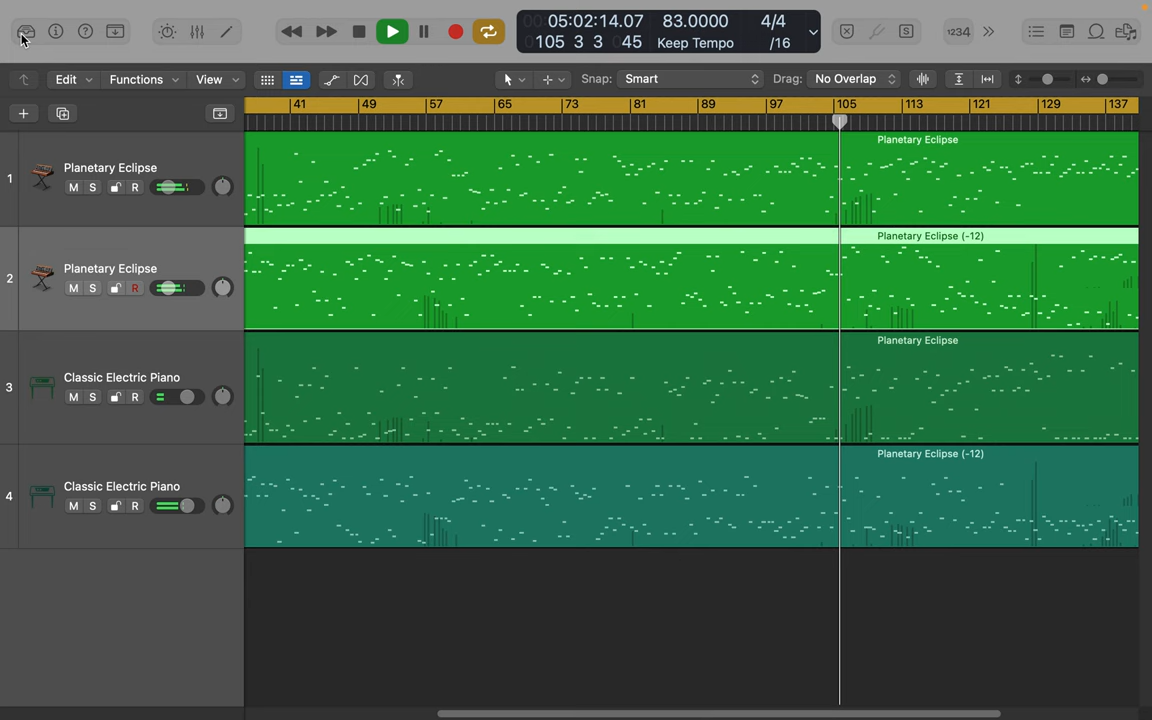 00:05:02:14.07 83.0000 4/4
00105 3 3 045 Keep Tempo /16
1234
Edit Functions View Snap: Smart Drag: No Overlap
41 49 57 65 73 81 89 97 105 113 121 129 137
1 Planetary Eclipse
M S R
Planetary Eclipse
2 Planetary Eclipse
M S R
Planetary Eclipse (-12)
3 Classic Electric Piano
M S R
Planetary Eclipse
4 Classic Electric Piano
M S R
Planetary Eclipse (-12)